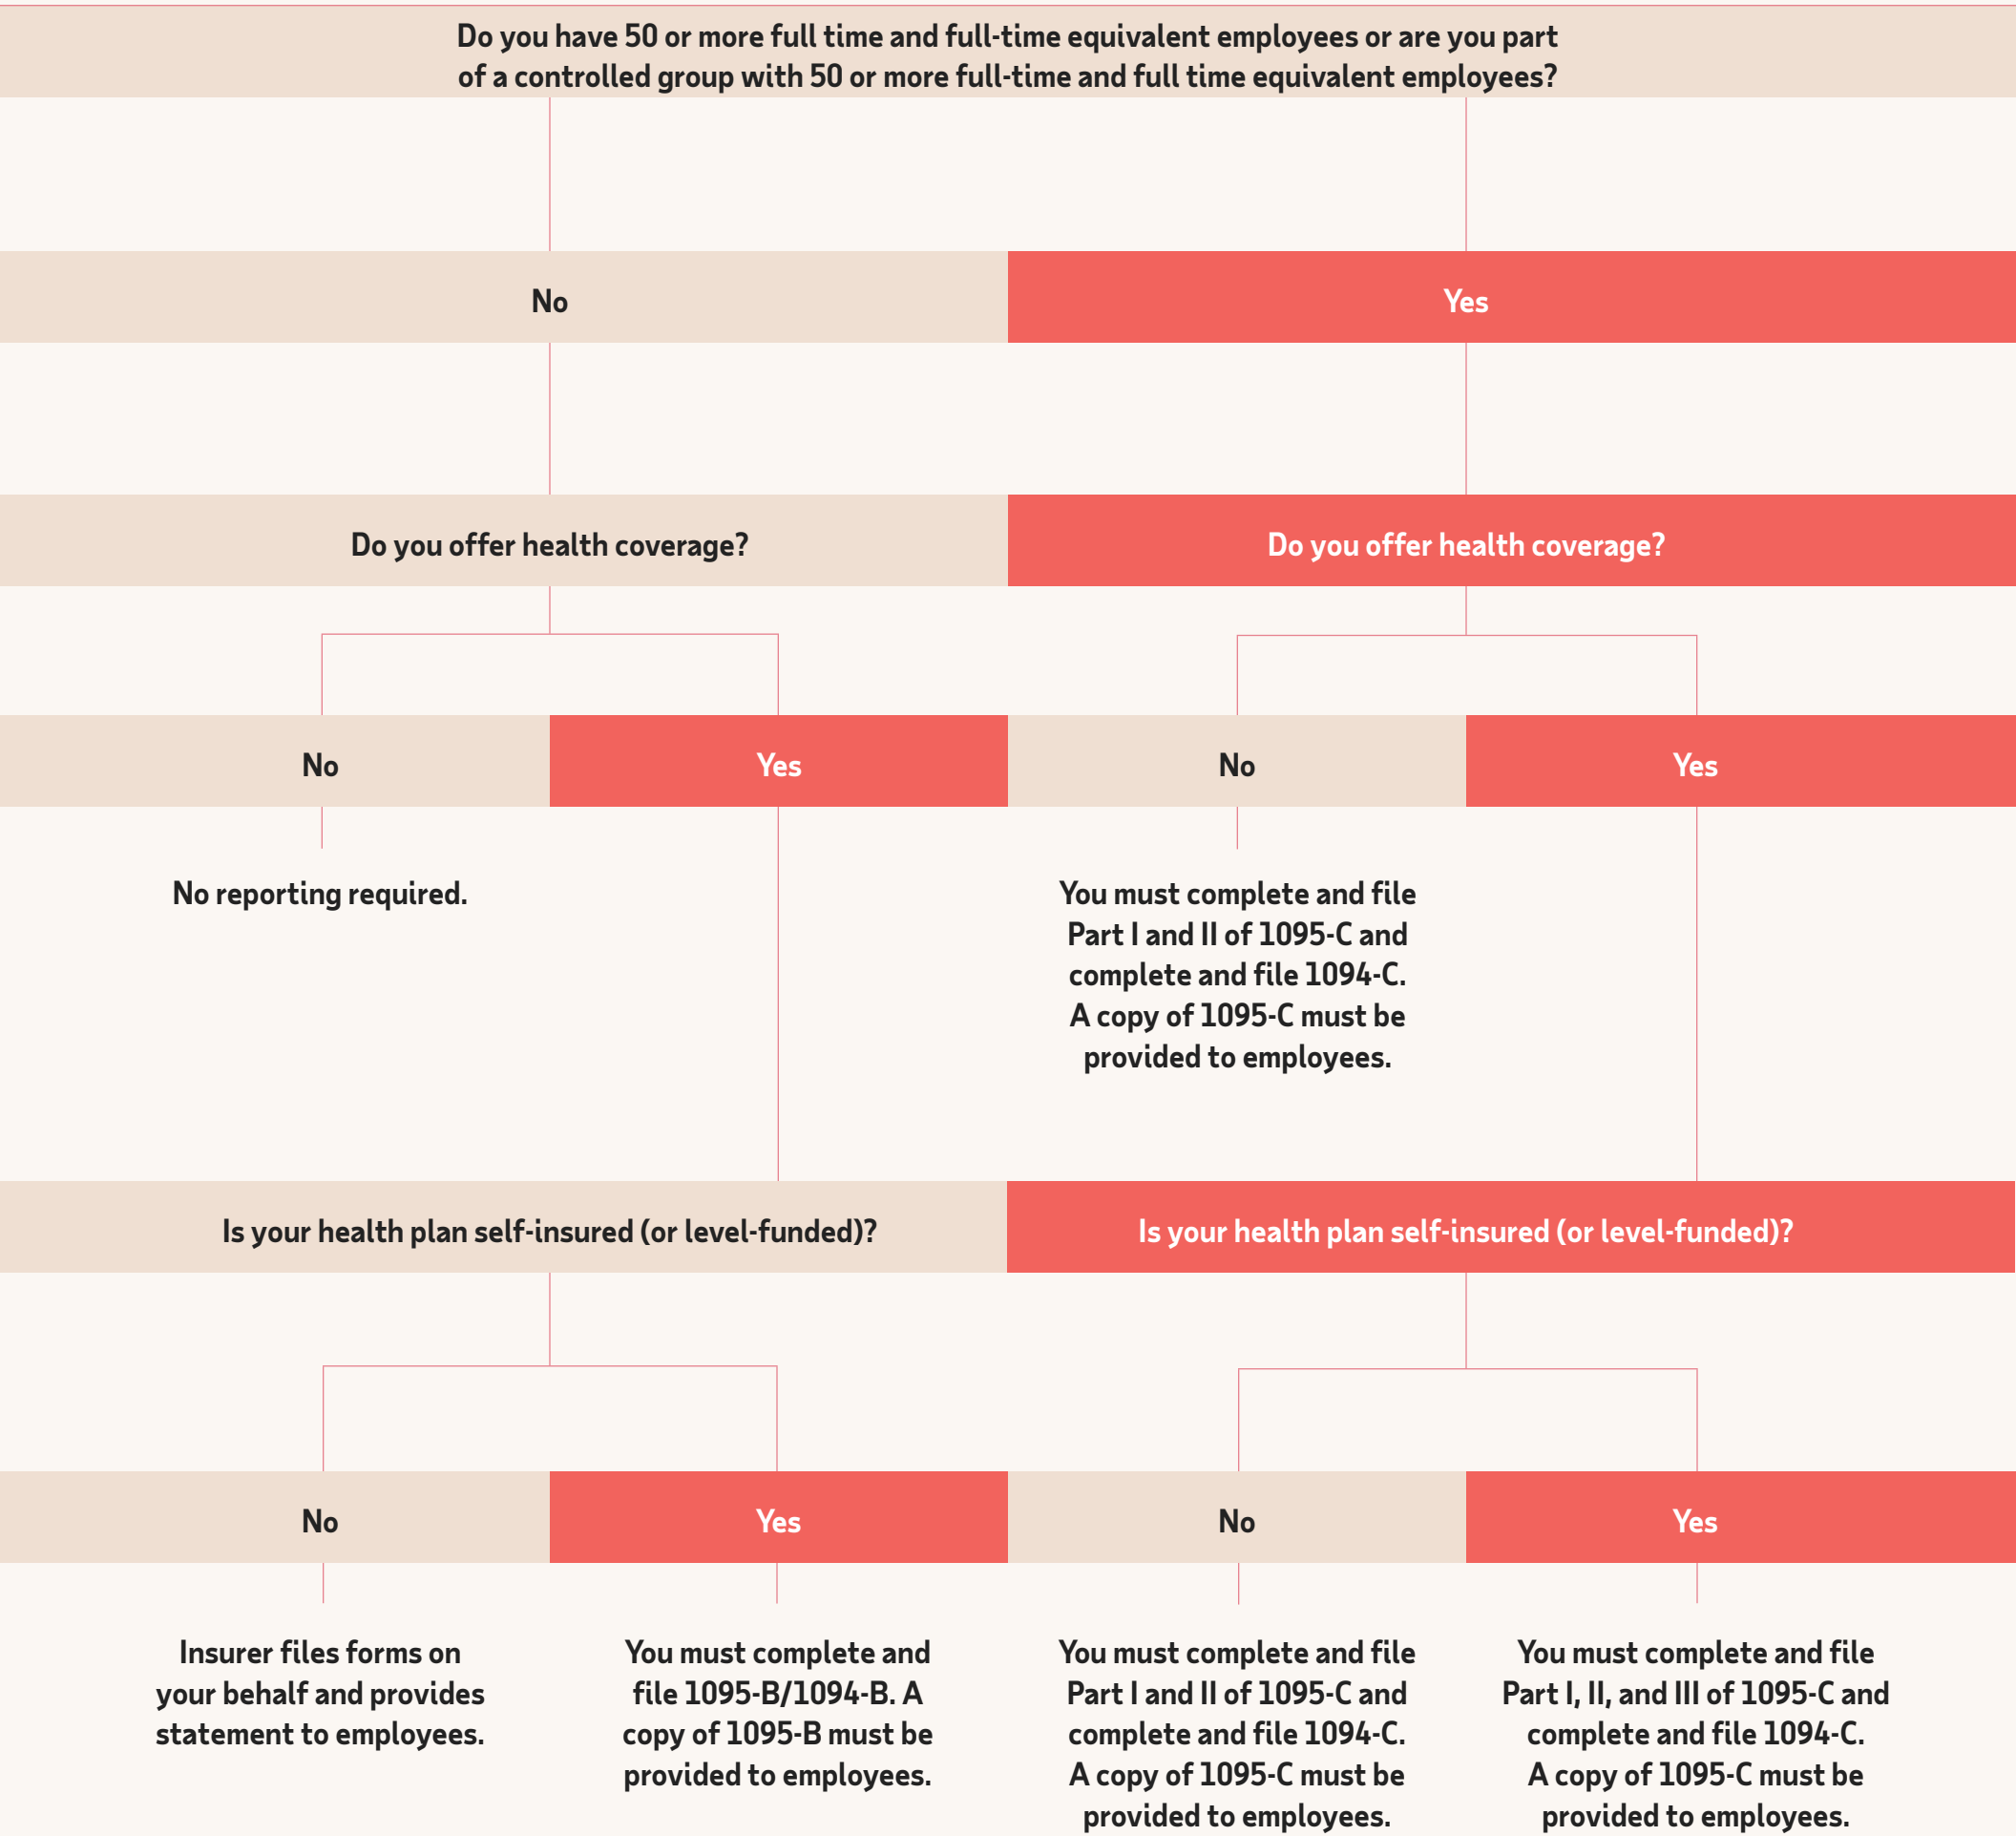 Do you have 50 or more full time and full-time equivalent employees or are you part
of a controlled group with 50 or more full-time and full time equivalent employees?
No
Yes
Do you offer health coverage?
Do you offer health coverage?
No
Yes
No
Yes
No reporting required.
You must complete and file
Part I and II of 1095-C and
complete and file 1094-C.
A copy of 1095-C must be
provided to employees.
Is your health plan self-insured (or level-funded)?
Is your health plan self-insured (or level-funded)?
No
Yes
No
Yes
Insurer files forms on
your behalf and provides
statement to employees.
You must complete and
file 1095-B/1094-B. A
copy of 1095-B must be
provided to employees.
You must complete and file
Part I and II of 1095-C and
complete and file 1094-C.
A copy of 1095-C must be
provided to employees.
You must complete and file
Part I, II, and III of 1095-C and
complete and file 1094-C.
A copy of 1095-C must be
provided to employees.